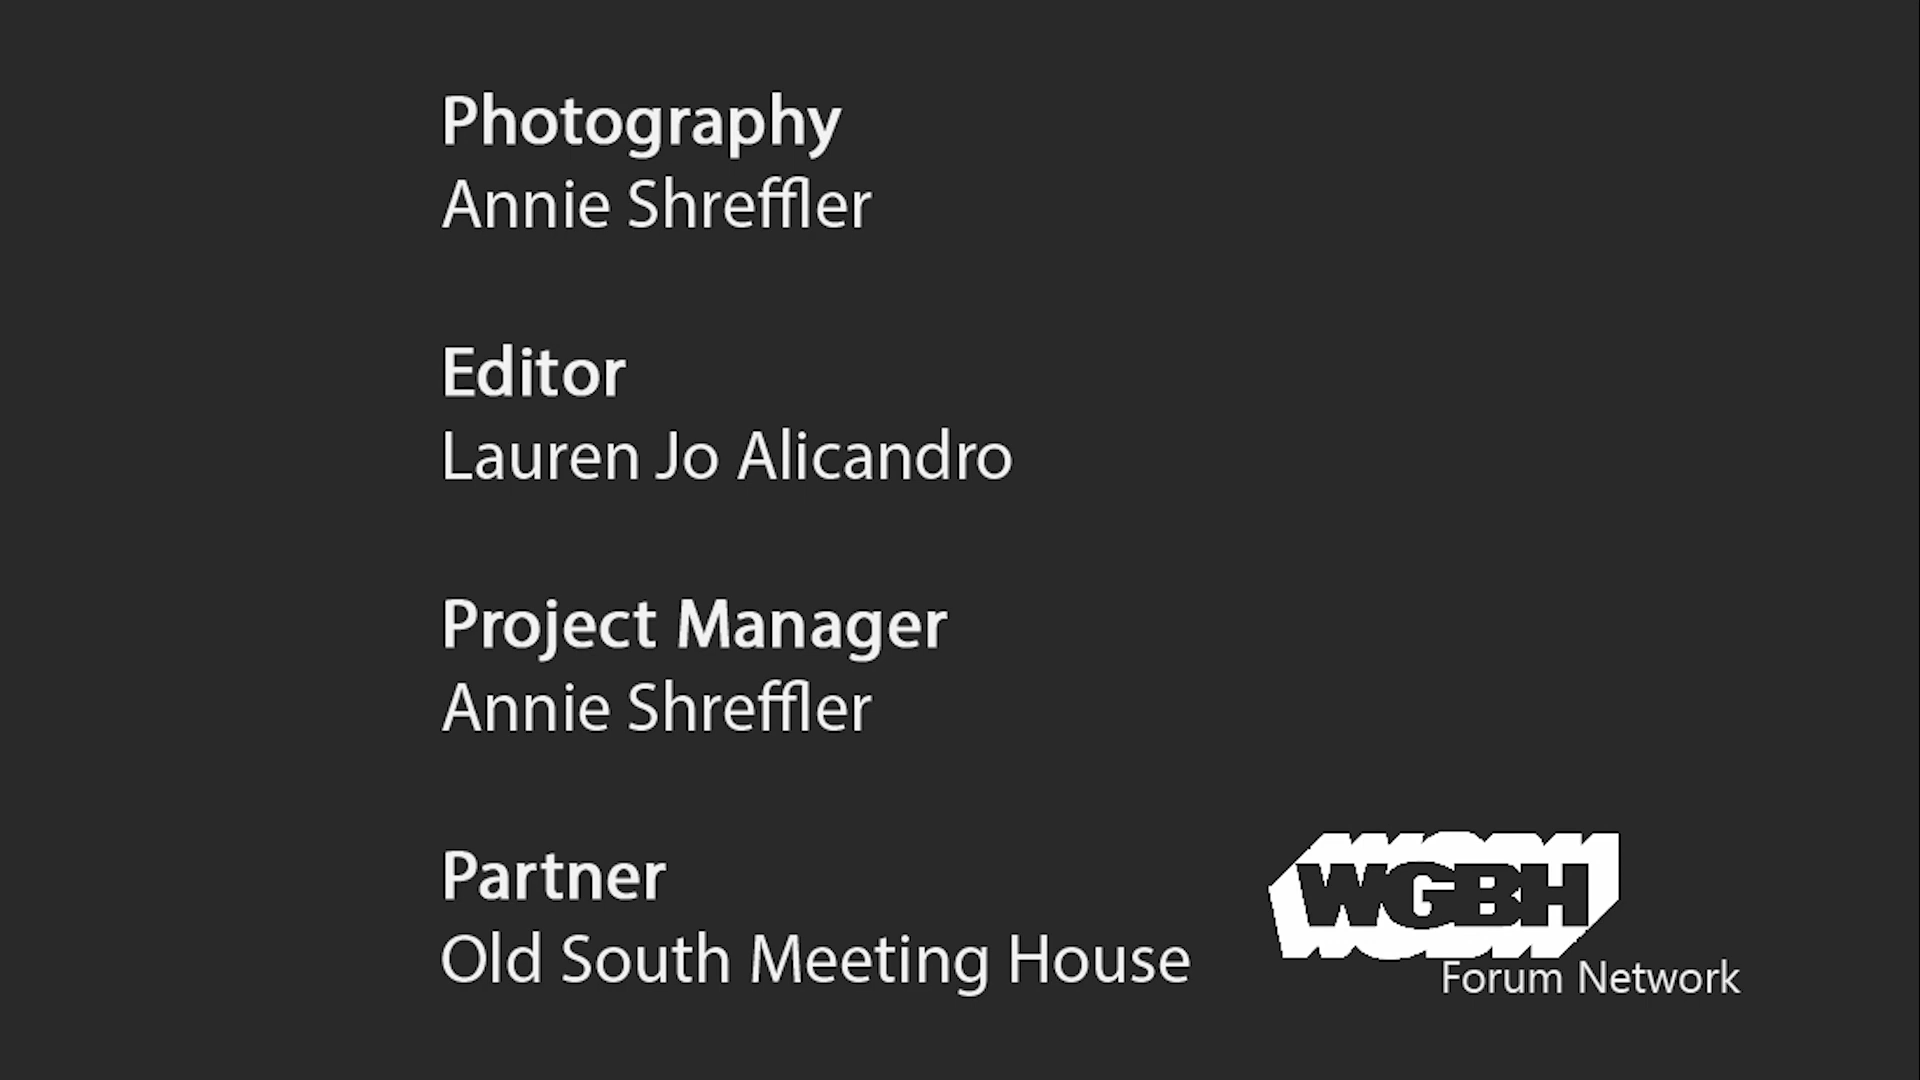 Photography
Annie Shreffler
Editor
Lauren Jo Alicandro
Project Manager
Annie Shreffler
Partner
Old South Meeting House
WGBH
Forum Network